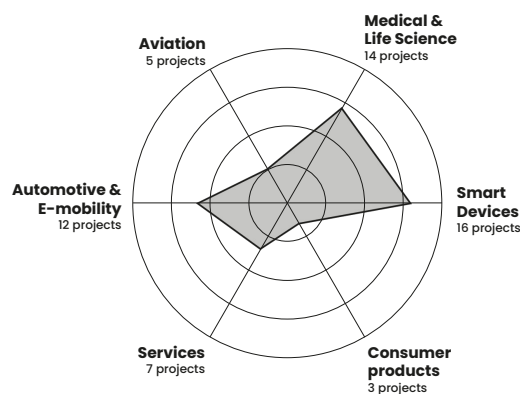 Medical &
Life Science
14 projects
Aviation
5 projects
Automotive &
E-mobility
12 projects
Smart
Devices
16 projects
Services
7 projects
Consumer
products
3 projects